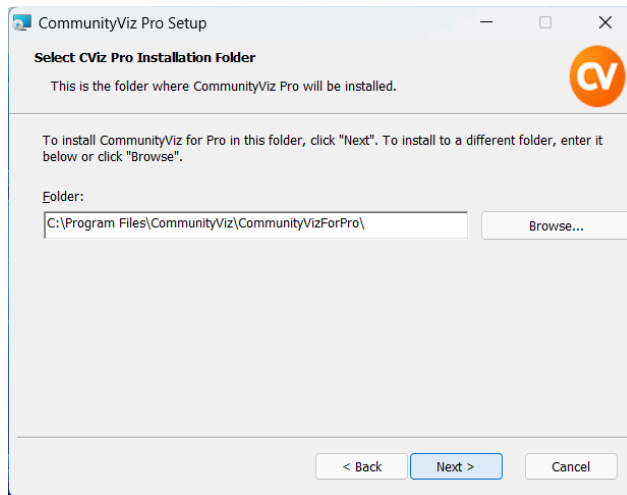 CommunityViz Pro Setup
Select CViz Pro Installation Folder
This is the folder where CommunityViz Pro will be installed.
CV
To install CommunityViz for Pro in this folder, click "Next". To install to a different folder, enter it
below or click "Browse".
Folder:
C:\Program Files\CommunityViz\CommunityVizForPro\
Browse...
< Back
Next >
Cancel